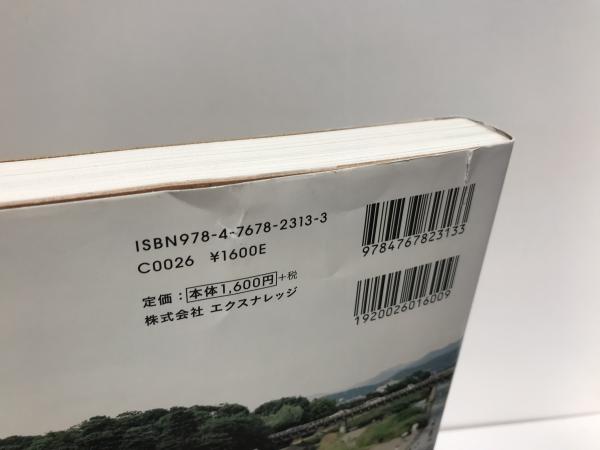 ISBN978-4-7678-2313-3
C0026 ¥1600E
定価：本体1,600円+税
株式会社 エクスナレッジ
9784767823133
1920026016009